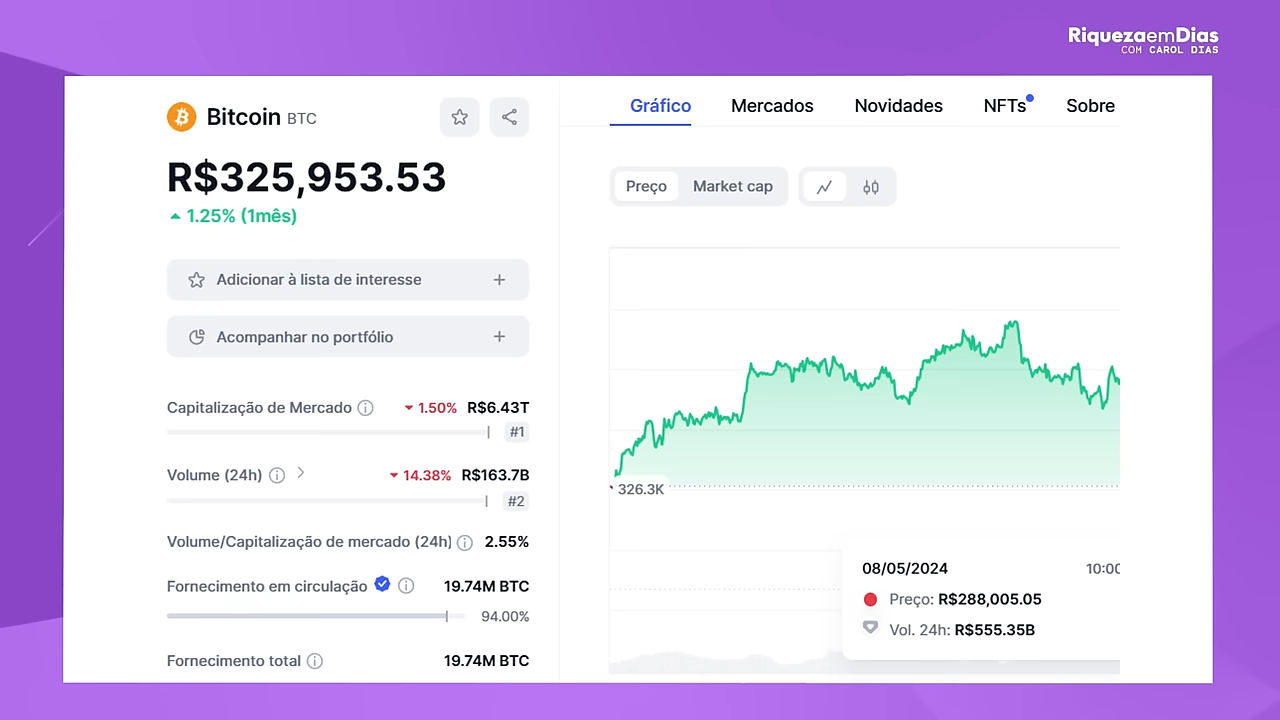 RiquezaemDias
COM CAROL DIAS
Bitcoin BTC
R$325,953.53
1.25% (1mês)
Adicionar à lista de interesse +
Acompanhar no portfólio +
Capitalização de Mercado 1.50% R$6.43T
#1
Volume (24h) 14.38% R$163.7B
#2
Volume/Capitalização de mercado (24h) 2.55%
Fornecimento em circulação 19.74M BTC
94.00%
Fornecimento total 19.74M BTC
Gráfico Mercados Novidades NFTs Sobre
Preço Market cap
326.3K
08/05/2024 10:00
Preço: R$288,005.05
Vol. 24h: R$555.35B